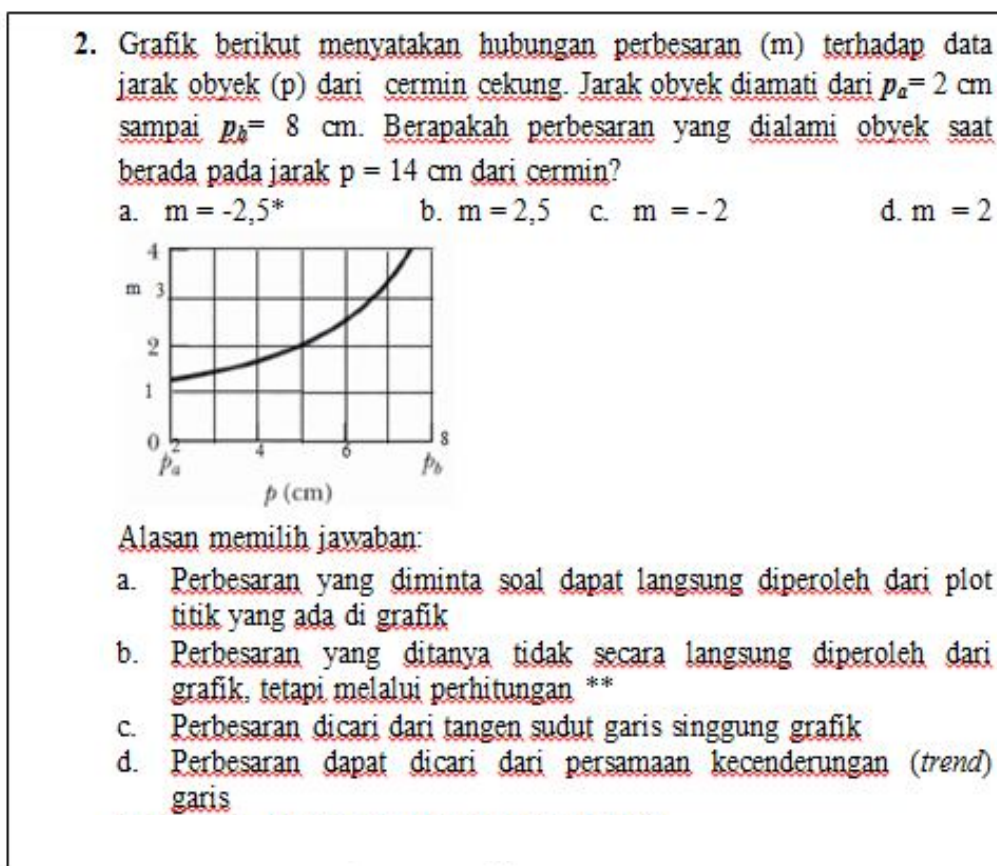 2. Grafik berikut menyatakan hubungan perbesaran (m) terhadap data
jarak obyek (p) dari cermin cekung. Jarak obyek diamati dari pₐ= 2 cm
sampai p_b= 8 cm. Berapakah perbesaran yang dialami obyek saat
berada pada jarak p = 14 cm dari cermin?
a. m = -2,5* b. m = 2,5 c. m = - 2 d. m = 2
4
m 3
2
1
0 2 4 6 8
pₐ p_b
p (cm)
Alasan memilih jawaban:
a. Perbesaran yang diminta soal dapat langsung diperoleh dari plot
titik yang ada di grafik
b. Perbesaran yang ditanya tidak secara langsung diperoleh dari
grafik, tetapi melalui perhitungan **
c. Perbesaran dicari dari tangen sudut garis singgung grafik
d. Perbesaran dapat dicari dari persamaan kecenderungan (trend)
garis